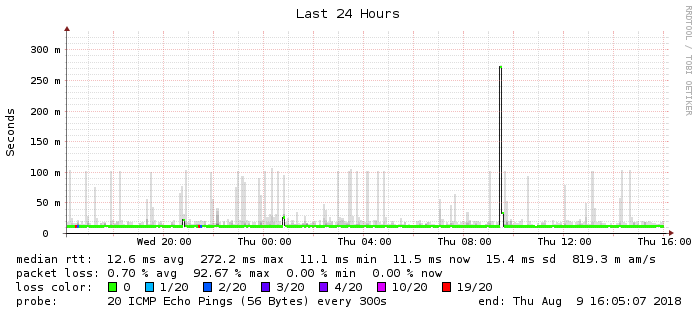 Last 24 Hours
RRDTOOL / TOBI OETIKER
Seconds
300 m
250 m
200 m
150 m
100 m
50 m
0
Wed 20:00 Thu 00:00 Thu 04:00 Thu 08:00 Thu 12:00 Thu 16:00
median rtt: 12.6 ms avg 272.2 ms max 11.1 ms min 11.5 ms now 15.4 ms sd 819.3 m am/s
packet loss: 0.70 % avg 92.67 % max 0.00 % min 0.00 % now
loss color: 0 1/20 2/20 3/20 4/20 10/20 19/20
probe: 20 ICMP Echo Pings (56 Bytes) every 300s end: Thu Aug 9 16:05:07 2018